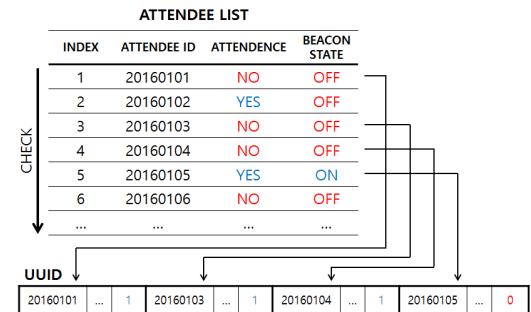 ATTENDEE LIST
INDEX ATTENDEE ID ATTENDENCE BEACON STATE
1 20160101 NO OFF
2 20160102 YES OFF
3 20160103 NO OFF
4 20160104 NO OFF
5 20160105 YES ON
6 20160106 NO OFF
... ... ... ...
CHECK
UUID
20160101 ... 1 20160103 ... 1 20160104 ... 1 20160105 ... 0